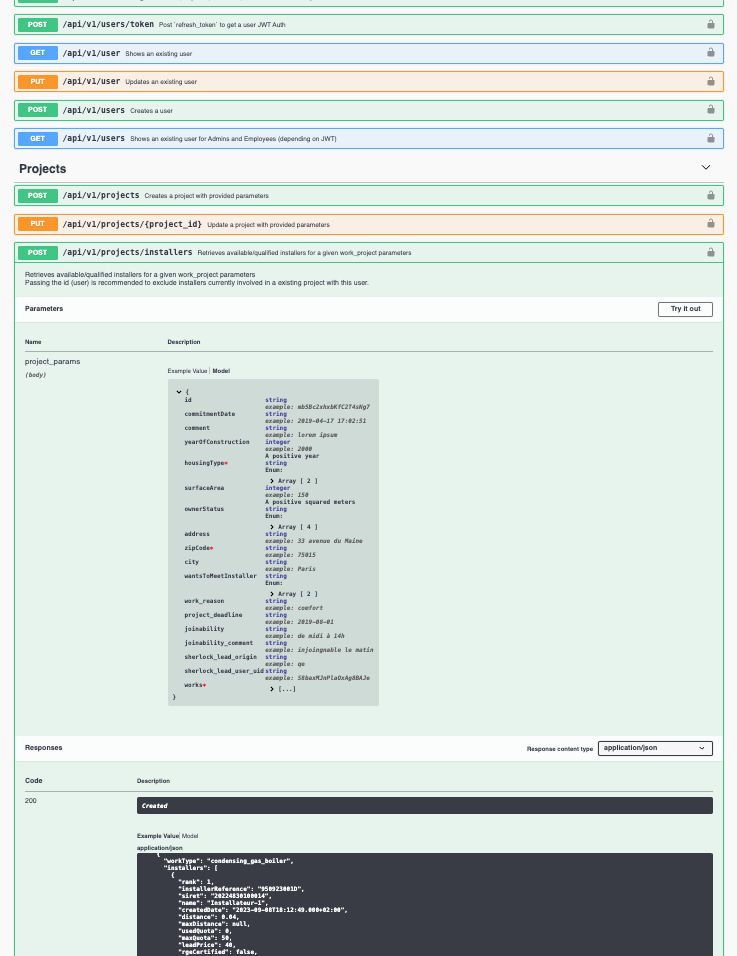 POST /api/v1/users/token Post `refresh_token` to get a user JWT Auth
GET /api/v1/user Shows an existing user
PUT /api/v1/user Updates an existing user
POST /api/v1/users Creates a user
GET /api/v1/users Shows an existing user for Admins and Employees (depending on JWT)
Projects
POST /api/v1/projects Creates a project with provided parameters
PUT /api/v1/projects/{project_id} Update a project with provided parameters
POST /api/v1/projects/installers Retrieves available/qualified installers for a given work_project parameters
Retrieves available/qualified installers for a given work_project parameters
Passing the id (user) is recommended to exclude installers currently involved in a existing project with this user.
Parameters Try it out
Name Description
project_params
(body)
Example Value Model
{
id string
example: mbSBc2xhxbKfC2T4sNg7
commitmentDate string
example: 2019-04-17 17:02:51
comment string
example: lorem ipsum
yearOfConstruction integer
example: 2000
A positive year
housingType* string
Enum:
Array [ 2 ]
surfaceArea integer
example: 150
A positive squared meters
ownerStatus string
Enum:
Array [ 4 ]
address string
example: 33 avenue du Maine
zipCode* string
example: 75015
city string
example: Paris
wantsToMeetInstaller string
Enum:
Array [ 2 ]
work_reason string
example: comfort
project_deadline string
example: 2019-08-01
joinability string
example: de midi à 14h
joinability_comment string
example: injoingnable le matin
sherlock_lead_origin string
example: qe
sherlock_lead_user_uid string
example: S8baxMJnPlaOxAg8BAJe
works* [...]
}
Responses Response content type application/json
Code Description
200 Created
Example Value Model
application/json
{
"workType": "condensing_gas_boiler",
"installers": [
{
"rank": 1,
"installerReference": "950923001D",
"siret": "20224830100014",
"name": "Installateur-1",
"createdDate": "2023-09-08T18:12:49.000+02:00",
"distance": 0.04,
"maxDistance": null,
"usedQuota": 0,
"maxQuota": 50,
"leadPrice": 40,
"rgeCertified": false,